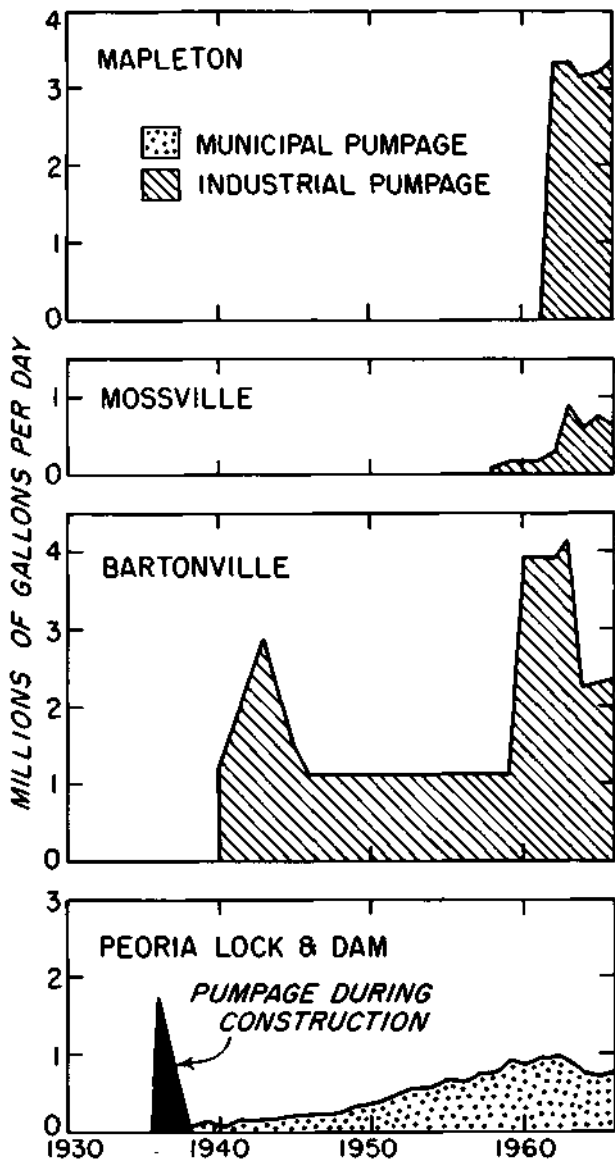 MILLIONS OF GALLONS PER DAY
4
MAPLETON
3
MUNICIPAL PUMPAGE
2
INDUSTRIAL PUMPAGE
1
0
1
MOSSVILLE
0
4
BARTONVILLE
3
2
1
0
3
PEORIA LOCK & DAM
2
PUMPAGE DURING
CONSTRUCTION
1
0
1930 1940 1950 1960